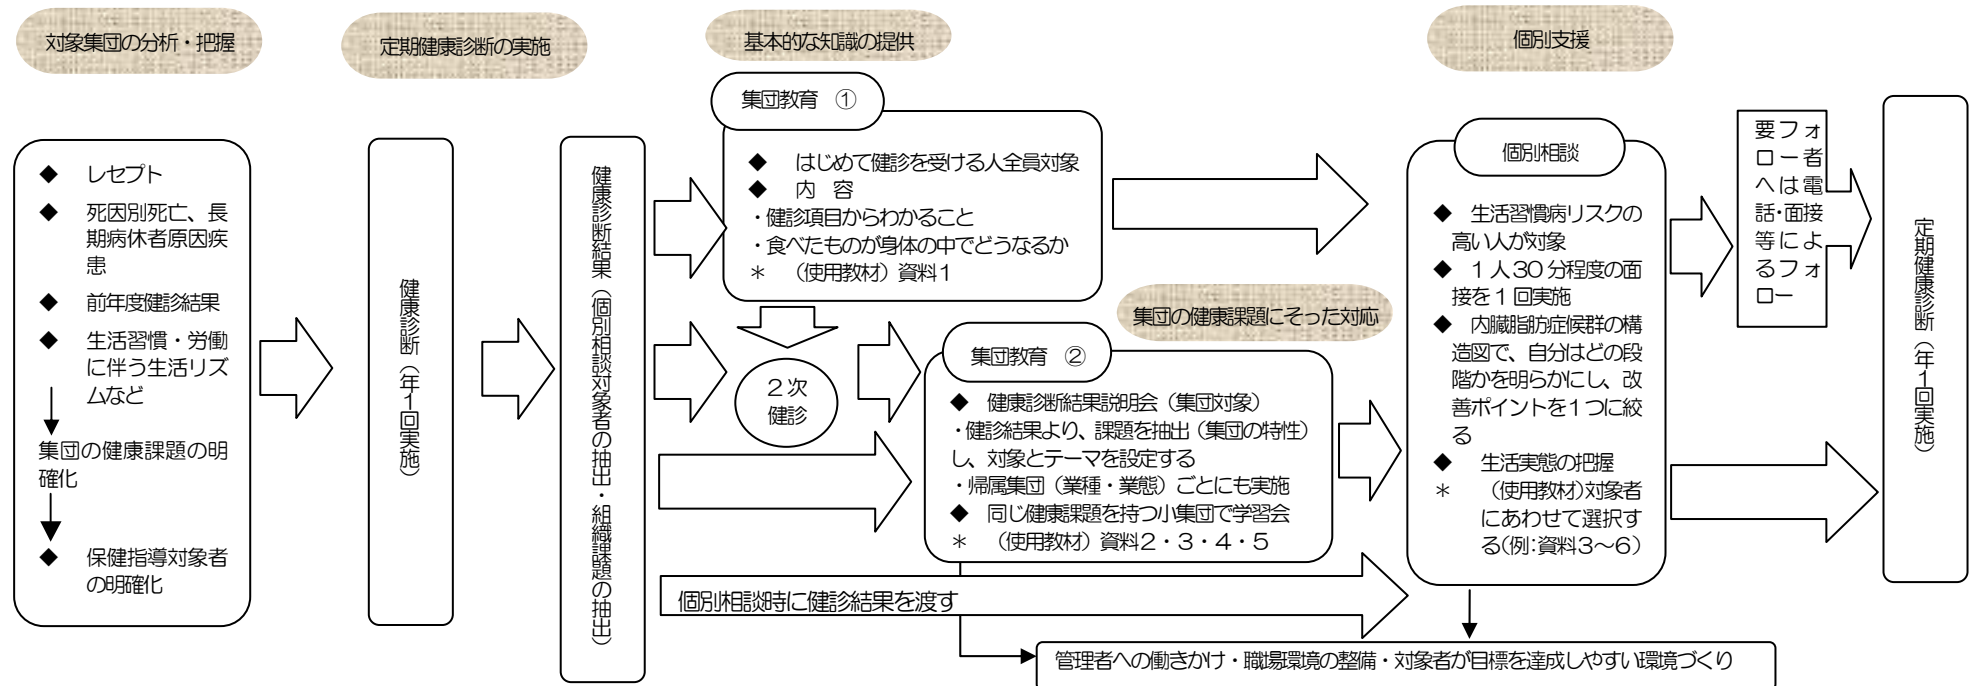 対象集団の分析・把握
定期健康診断の実施
基本的な知識の提供
個別支援
◆ レセプト
◆ 死因別死亡、長
期病休者原因疾
患
◆ 前年度健診結果
◆ 生活習慣・労働
に伴う生活リズ
ムなど
集団の健康課題の明
確化
◆ 保健指導対象者
の明確化
健康診断(年1回実施)
健康診断結果(個別相談対象者の抽出・組織課題の抽出)
集団教育 ①
◆ はじめて健診を受ける人全員対象
◆ 内 容
・健診項目からわかること
・食べたものが身体の中でどうなるか
* (使用教材)資料1
2次
健診
集団の健康課題にそった対応
集団教育 ②
◆ 健康診断結果説明会(集団対象)
・健診結果より、課題を抽出(集団の特性)
し、対象とテーマを設定する
・帰属集団(業種・業態)ごとにも実施
◆ 同じ健康課題を持つ小集団で学習会
* (使用教材)資料2・3・4・5
個別相談時に健診結果を渡す
個別相談
◆ 生活習慣病リスクの
高い人が対象
◆ 1人30分程度の面
接を1回実施
◆ 内臓脂肪症候群の構
造図で、自分はどの段
階かを明らかにし、改
善ポイントを1つに絞
る
◆ 生活実態の把握
* (使用教材)対象者
にあわせて選択す
る(例:資料3~6)
要フォ
ロー者
へは電
話・面接
等によ
るフォ
ロー
定期健康診断(年1回実施)
管理者への働きかけ・職場環境の整備・対象者が目標を達成しやすい環境づくり